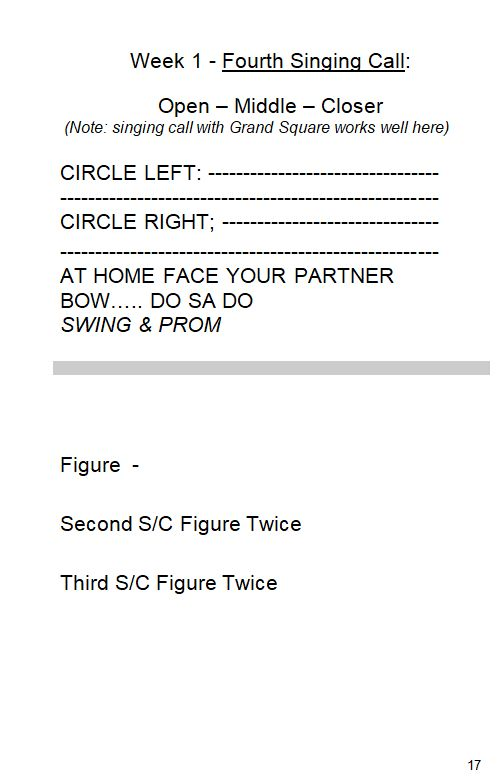 Week 1 - Fourth Singing Call:
Open – Middle – Closer
(Note: singing call with Grand Square works well here)
CIRCLE LEFT: ---------------------------------
------------------------------------------------------
CIRCLE RIGHT; -------------------------------
------------------------------------------------------
AT HOME FACE YOUR PARTNER
BOW….. DO SA DO
SWING & PROM
Figure -
Second S/C Figure Twice
Third S/C Figure Twice
17